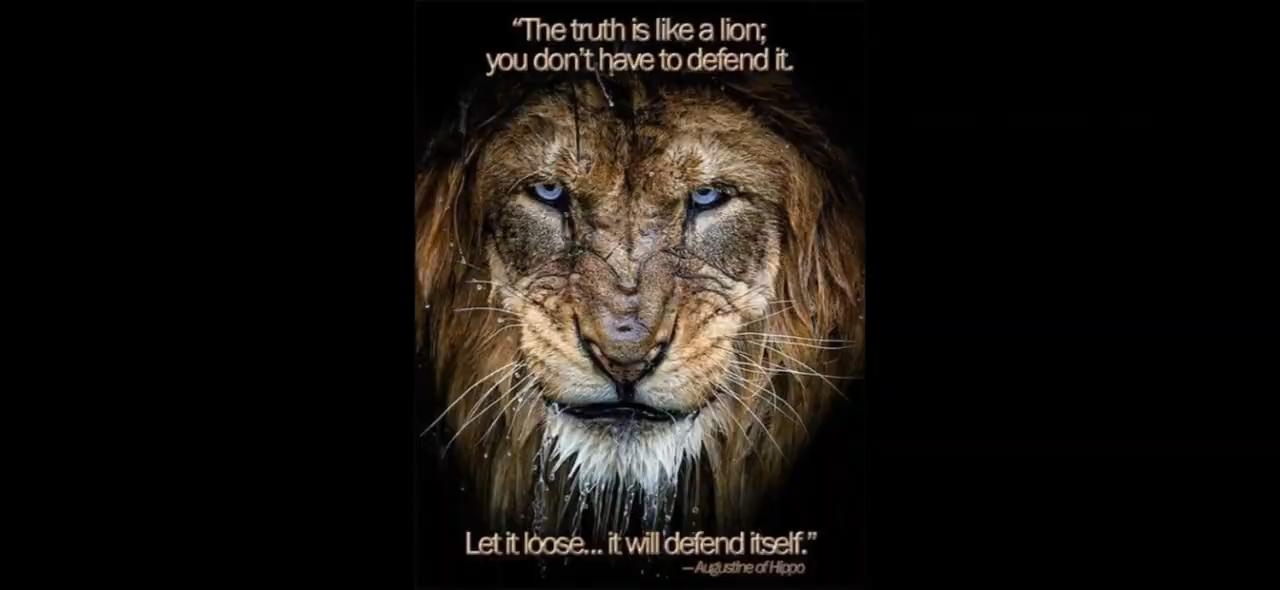 “The truth is like a lion;
you don’t have to defend it.
Let it loose... it will defend itself.”
—Augustine of Hippo